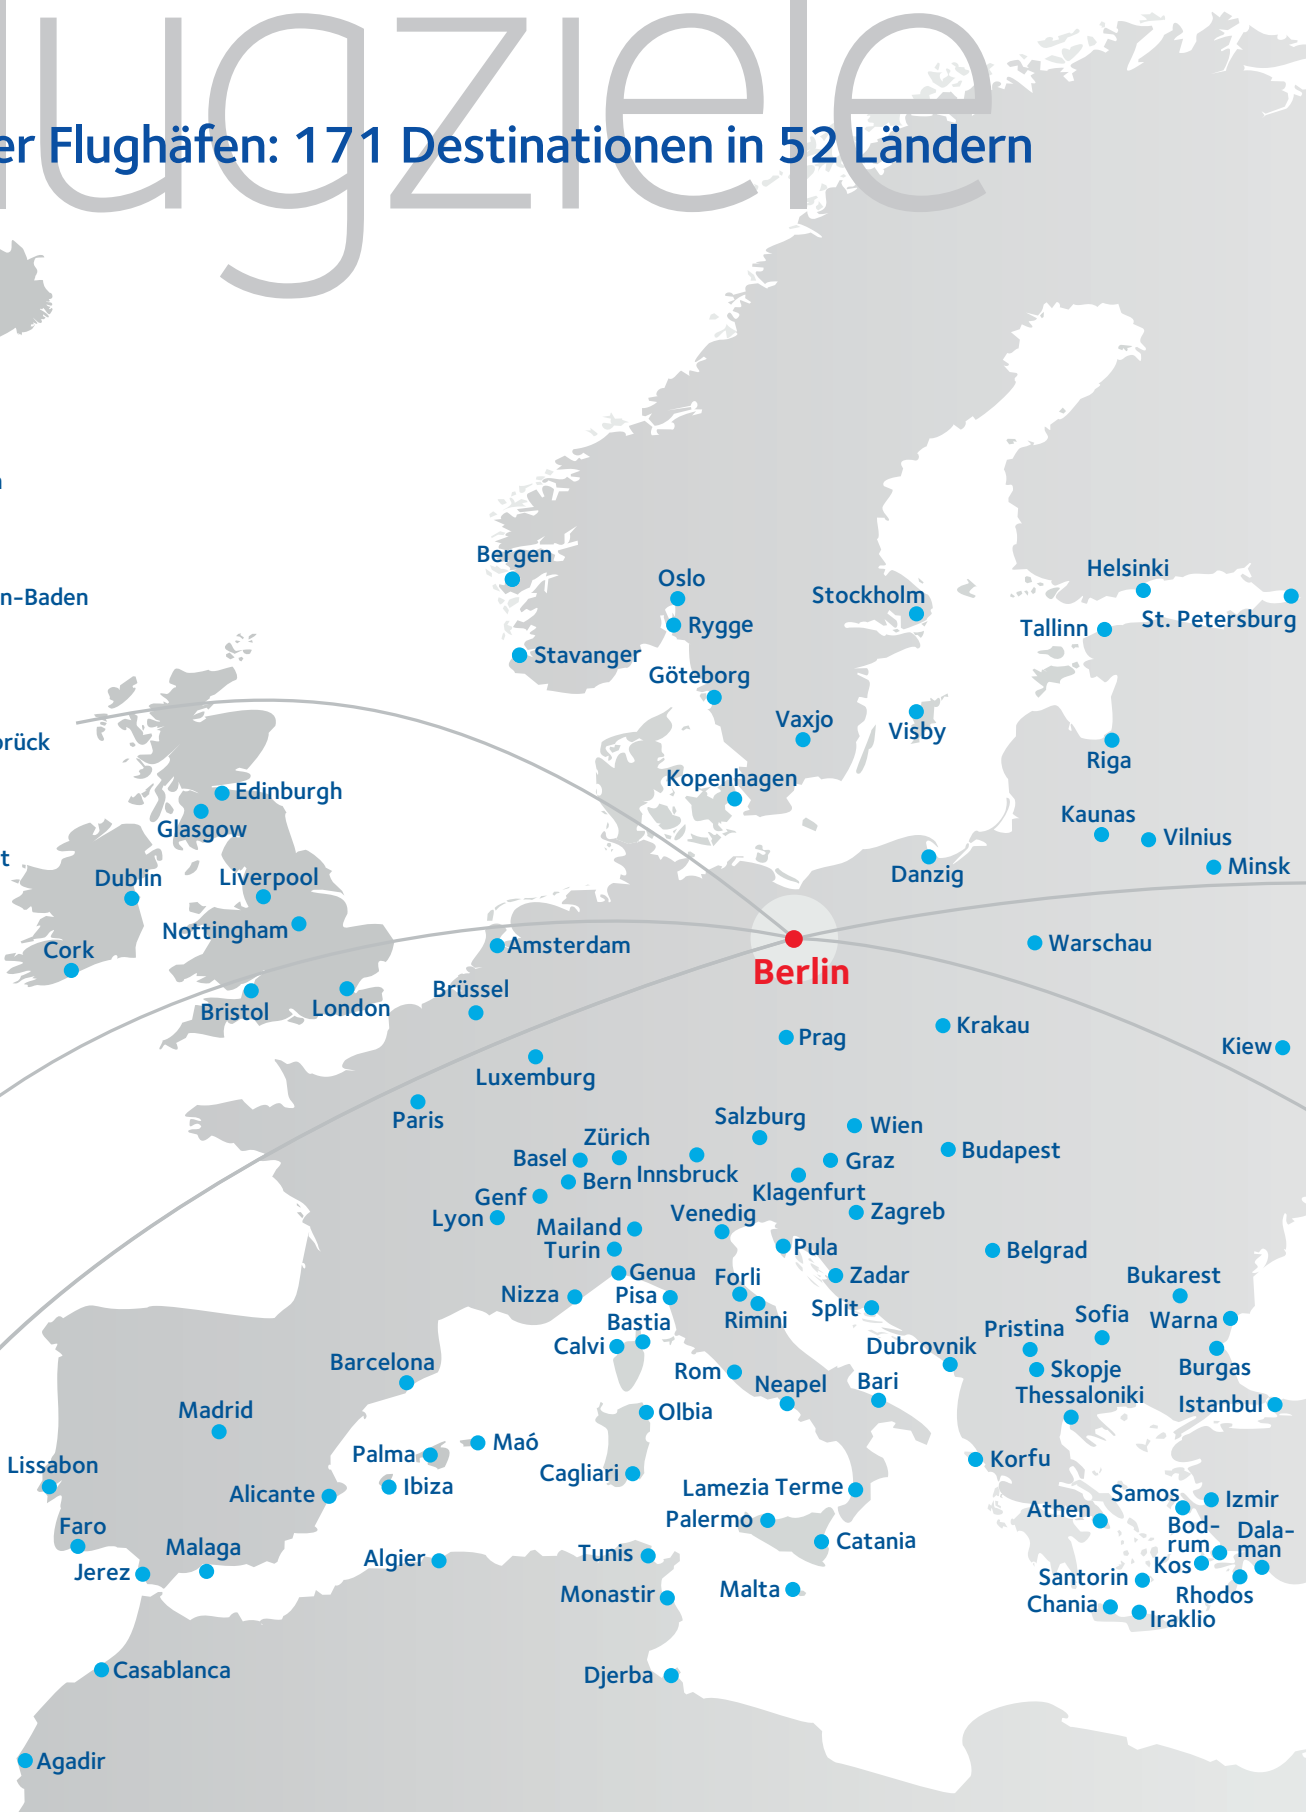 lugziele
er Flughäfen: 171 Destinationen in 52 Ländern
n-Baden
rück
t
Bergen
Oslo
Rygge
Stavanger
Stockholm
Helsinki
St. Petersburg
Tallinn
Göteborg
Vaxjo
Visby
Riga
Kopenhagen
Edinburgh
Glasgow
Kaunas
Vilnius
Minsk
Danzig
Dublin
Liverpool
Nottingham
Cork
Amsterdam
Berlin
Warschau
Bristol
London
Brüssel
Prag
Krakau
Kiew
Luxemburg
Paris
Salzburg
Wien
Zürich
Basel
Innsbruck
Graz
Budapest
Bern
Klagenfurt
Genf
Lyon
Venedig
Zagreb
Mailand
Turin
Pula
Belgrad
Genua
Forli
Zadar
Bukarest
Nizza
Pisa
Rimini
Split
Sofia
Warna
Bastia
Calvi
Pristina
Dubrovnik
Burgas
Barcelona
Rom
Skopje
Neapel
Bari
Thessaloniki
Istanbul
Madrid
Olbia
Maó
Palma
Korfu
Lissabon
Cagliari
Ibiza
Lamezia Terme
Alicante
Samos
Izmir
Athen
Palermo
Faro
Bod-
rum
Dala-
man
Catania
Malaga
Jerez
Algier
Tunis
Kos
Santorin
Malta
Monastir
Rhodos
Chania
Iraklio
Casablanca
Djerba
Agadir